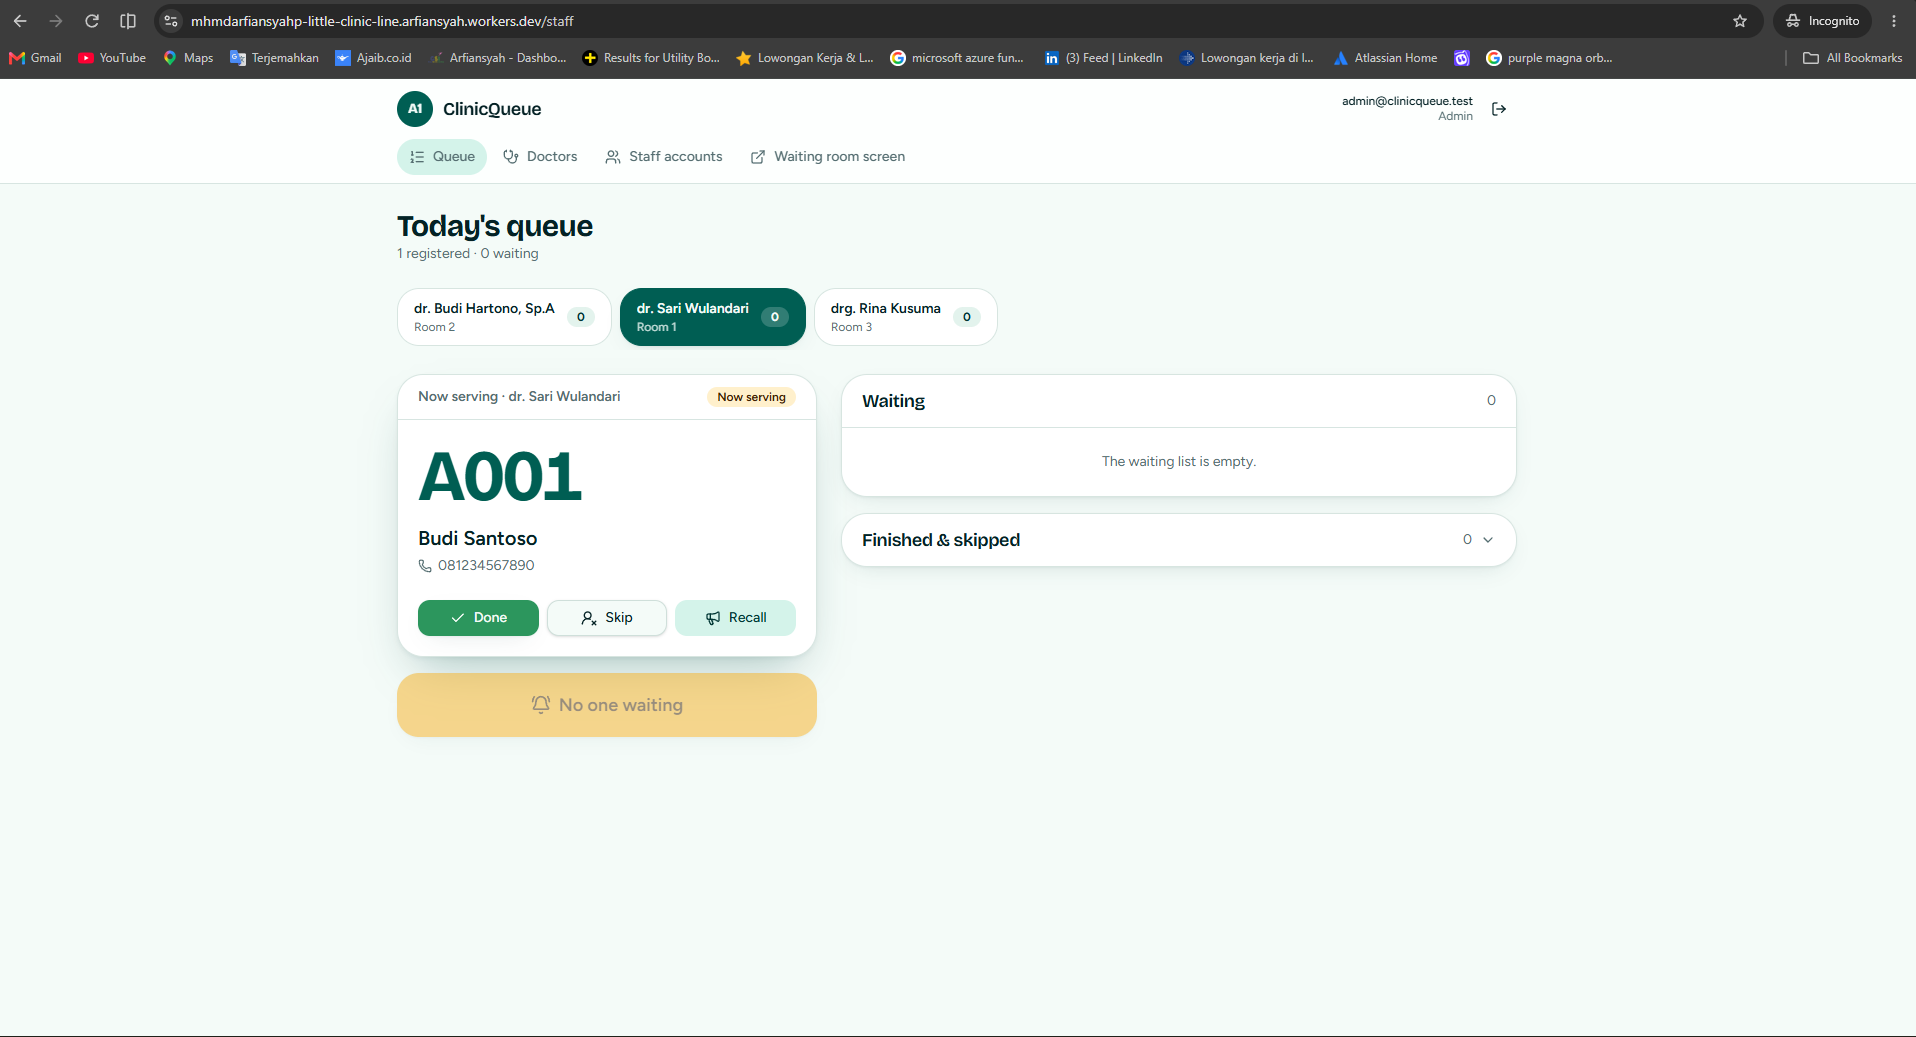 mhmdarfiansyahp-little-clinic-line.arfiansyah.workers.dev/staff
Incognito
Gmail
YouTube
Maps
Terjemahkan
Ajaib.co.id
Arfiansyah - Dashbo...
Results for Utility Bo...
Lowongan Kerja & L...
microsoft azure fun...
(3) Feed | LinkedIn
Lowongan kerja di I...
Atlassian Home
purple magna orb...
All Bookmarks
A1
ClinicQueue
admin@clinicqueue.test
Admin
Queue
Doctors
Staff accounts
Waiting room screen
Today's queue
1 registered · 0 waiting
dr. Budi Hartono, Sp.A
Room 2
0
dr. Sari Wulandari
Room 1
0
drg. Rina Kusuma
Room 3
0
Now serving · dr. Sari Wulandari
Now serving
A001
Budi Santoso
081234567890
Done
Skip
Recall
No one waiting
Waiting
0
The waiting list is empty.
Finished & skipped
0